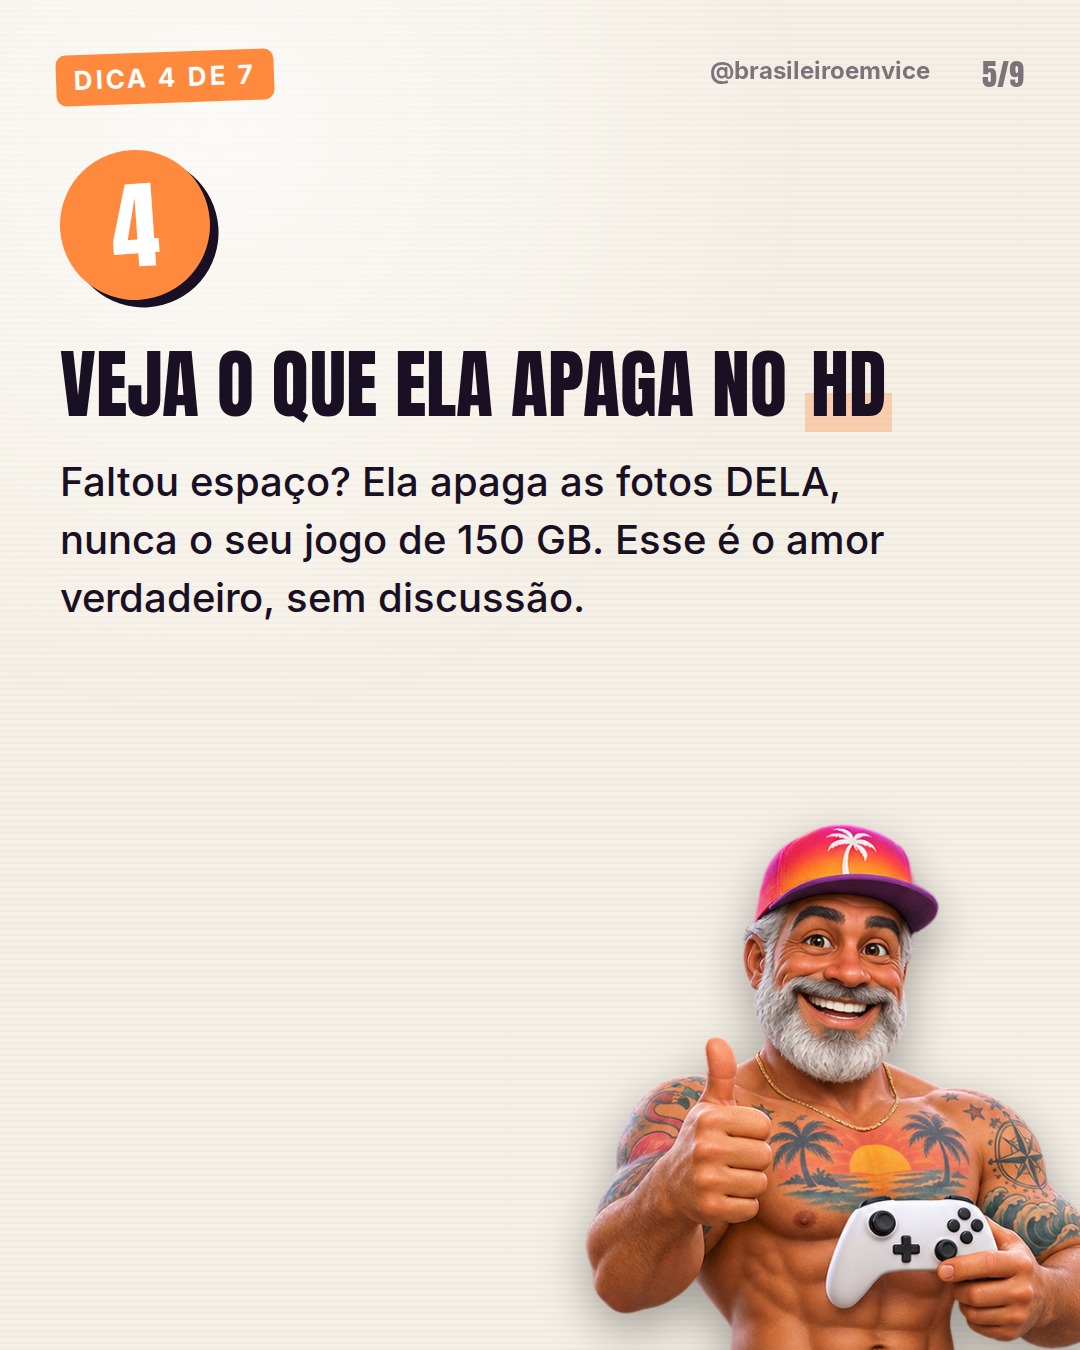 DICA 4 DE 7
@brasileiroemvice
5/9
4
VEJA O QUE ELA APAGA NO HD
Faltou espaço? Ela apaga as fotos DELA,
nunca o seu jogo de 150 GB. Esse é o amor
verdadeiro, sem discussão.